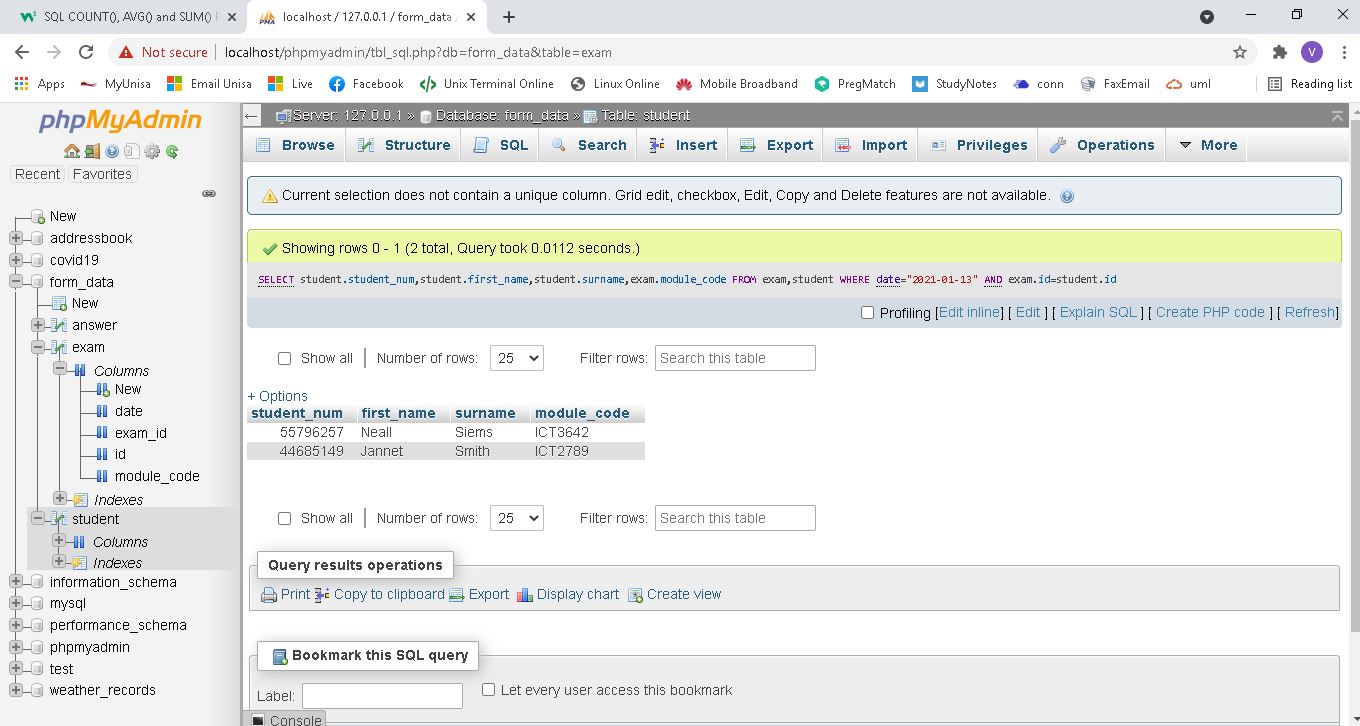 SQL COUNT(), AVG() and SUM()
localhost / 127.0.0.1 / form_data
Not secure
localhost/phpmyadmin/tbl_sql.php?db=form_data&table=exam
V
Apps MyUnisa Email Unisa Live Facebook Unix Terminal Online Linux Online Mobile Broadband PregMatch StudyNotes conn FaxEmail uml Reading list
phpMyAdmin
Recent Favorites
New
addressbook
covid19
form_data
New
answer
exam
Columns
New
date
exam_id
id
module_code
Indexes
student
Columns
Indexes
information_schema
mysql
performance_schema
phpmyadmin
test
weather_records
Server: 127.0.0.1 » Database: form_data » Table: student
Browse Structure SQL Search Insert Export Import Privileges Operations More
Current selection does not contain a unique column. Grid edit, checkbox, Edit, Copy and Delete features are not available.
Showing rows 0 - 1 (2 total, Query took 0.0112 seconds.)
SELECT student.student_num,student.first_name,student.surname,exam.module_code FROM exam,student WHERE date="2021-01-13" AND exam.id=student.id
Profiling [Edit inline] [ Edit ] [ Explain SQL ] [ Create PHP code ] [ Refresh]
Show all | Number of rows: 25 Filter rows: Search this table
+ Options
student_num first_name surname module_code
55796257 Neall Siems ICT3642
44685149 Jannet Smith ICT2789
Show all | Number of rows: 25 Filter rows: Search this table
Query results operations
Print Copy to clipboard Export Display chart Create view
Bookmark this SQL query
Label: Let every user access this bookmark
Console